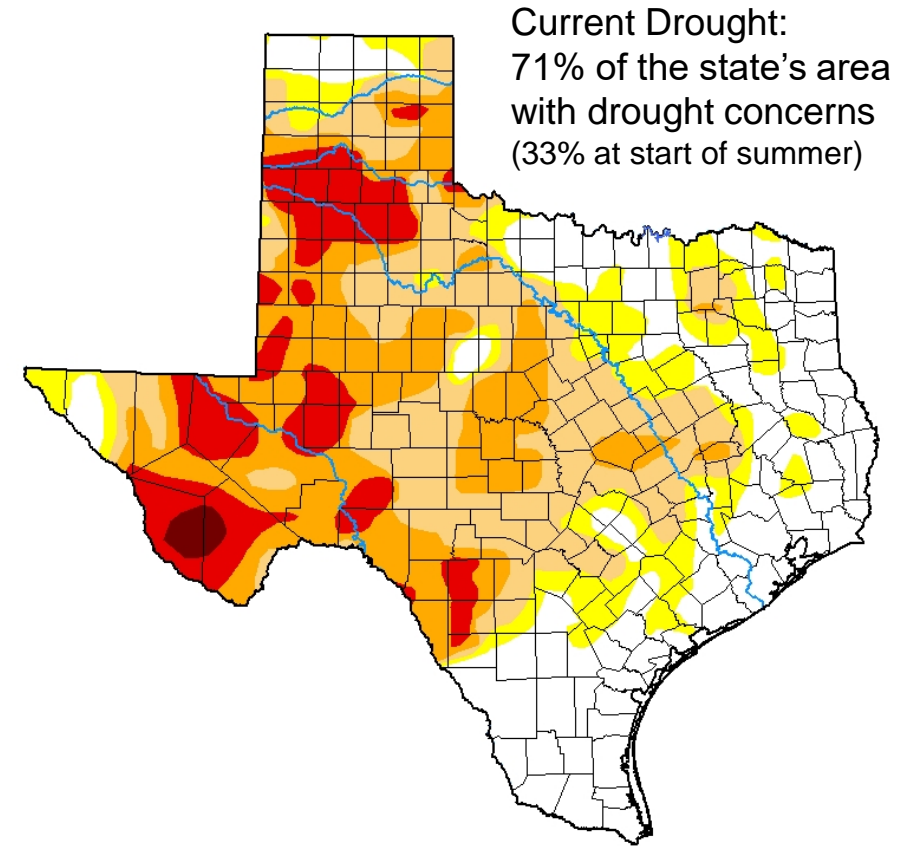 Current Drought:
71% of the state’s area
with drought concerns
(33% at start of summer)